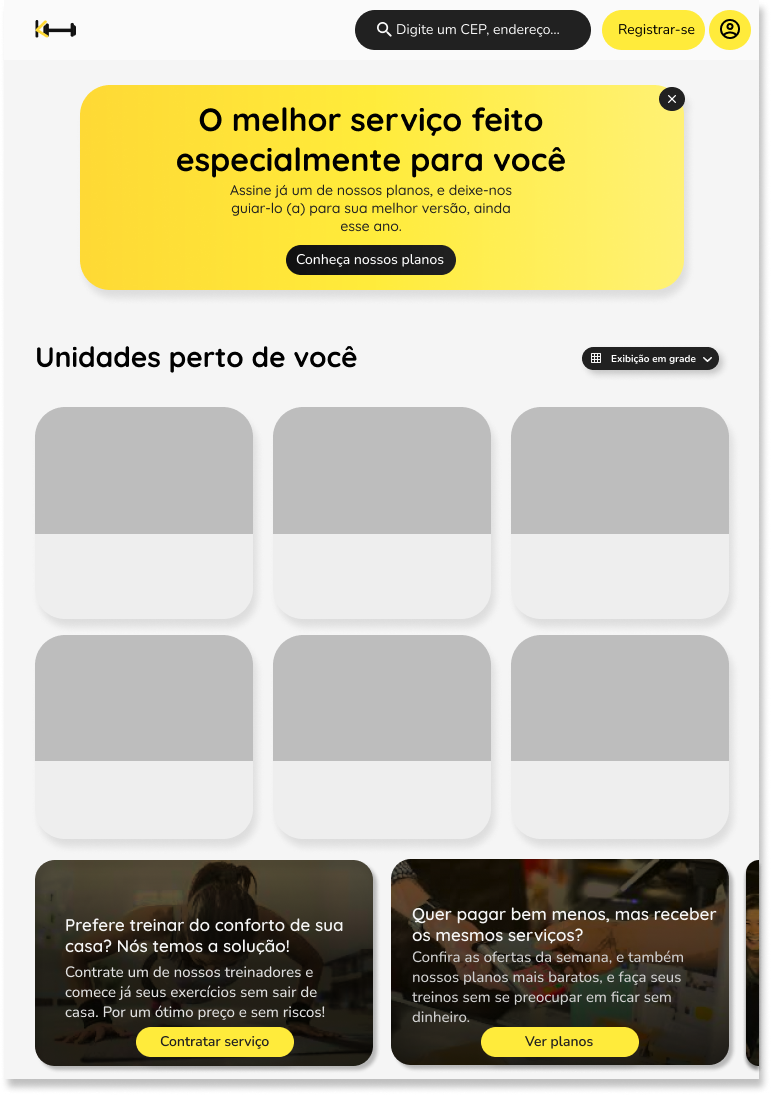 K
Digite um CEP, endereço...
Registrar-se
O melhor serviço feito
especialmente para você
Assine já um de nossos planos, e deixe-nos
guiar-lo (a) para sua melhor versão, ainda
esse ano.
Conheça nossos planos
Unidades perto de você
Exibição em grade
Prefere treinar do conforto de sua
casa? Nós temos a solução!
Contrate um de nossos treinadores e
comece já seus exercícios sem sair de
casa. Por um ótimo preço e sem riscos!
Contratar serviço
Quer pagar bem menos, mas receber
os mesmos serviços?
Confira as ofertas da semana, e também
nossos planos mais baratos, e faça seus
treinos sem se preocupar em ficar sem
dinheiro.
Ver planos